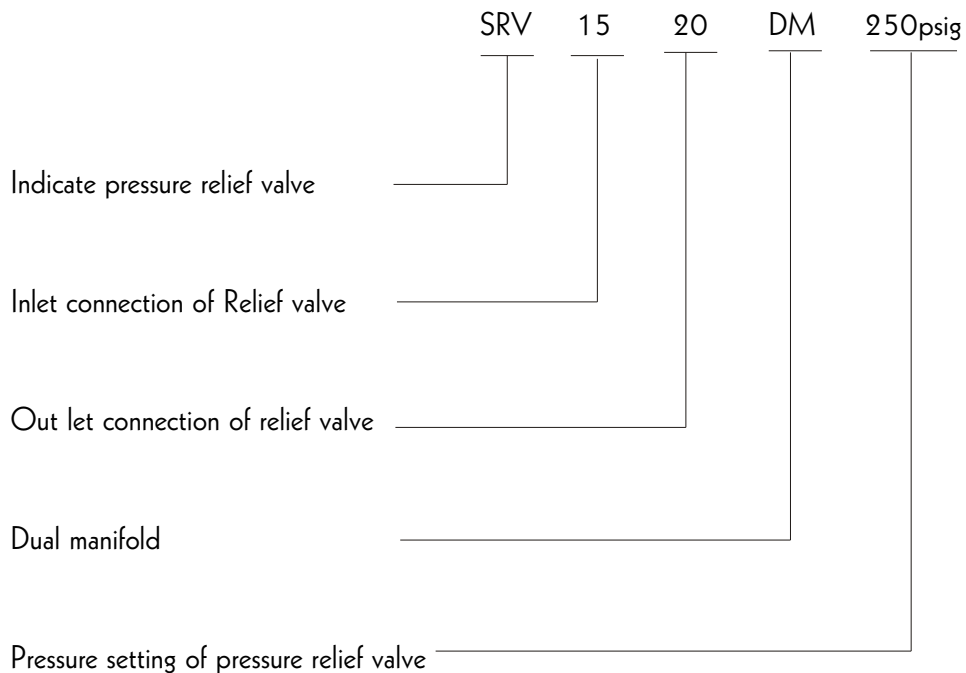 SRV 15 20 DM 250psig
Indicate pressure relief valve
Inlet connection of Relief valve
Out let connection of relief valve
Dual manifold
Pressure setting of pressure relief valve